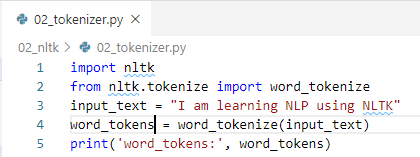 02_tokenizer.py ×
02_nltk > 02_tokenizer.py
1 import nltk
2 from nltk.tokenize import word_tokenize
3 input_text = "I am learning NLP using NLTK"
4 word_tokens = word_tokenize(input_text)
5 print('word_tokens:', word_tokens)